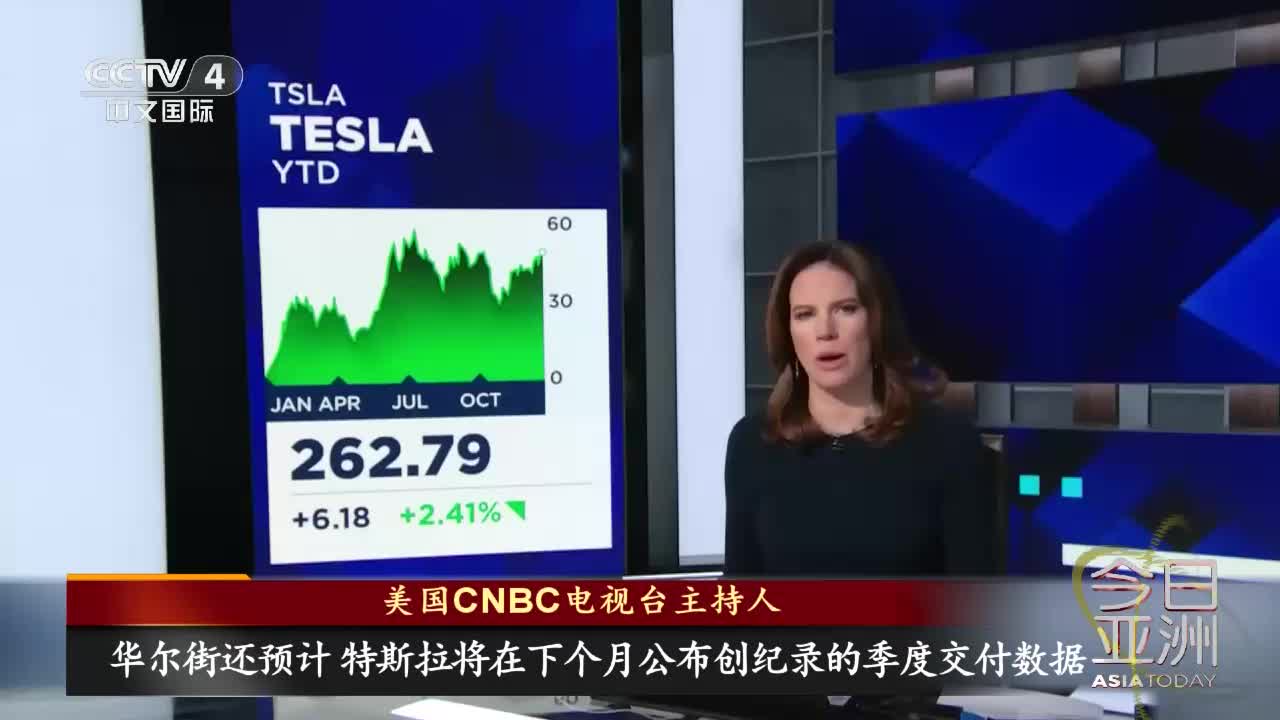 CCTV 4
中文国际
TSLA
TESLA
YTD
60
30
0
JAN APR JUL OCT
262.79
+6.18 +2.41%
美国CNBC电视台主持人
华尔街还预计 特斯拉将在下个月公布创纪录的季度交付数据
今日
亚洲
ASIA TODAY